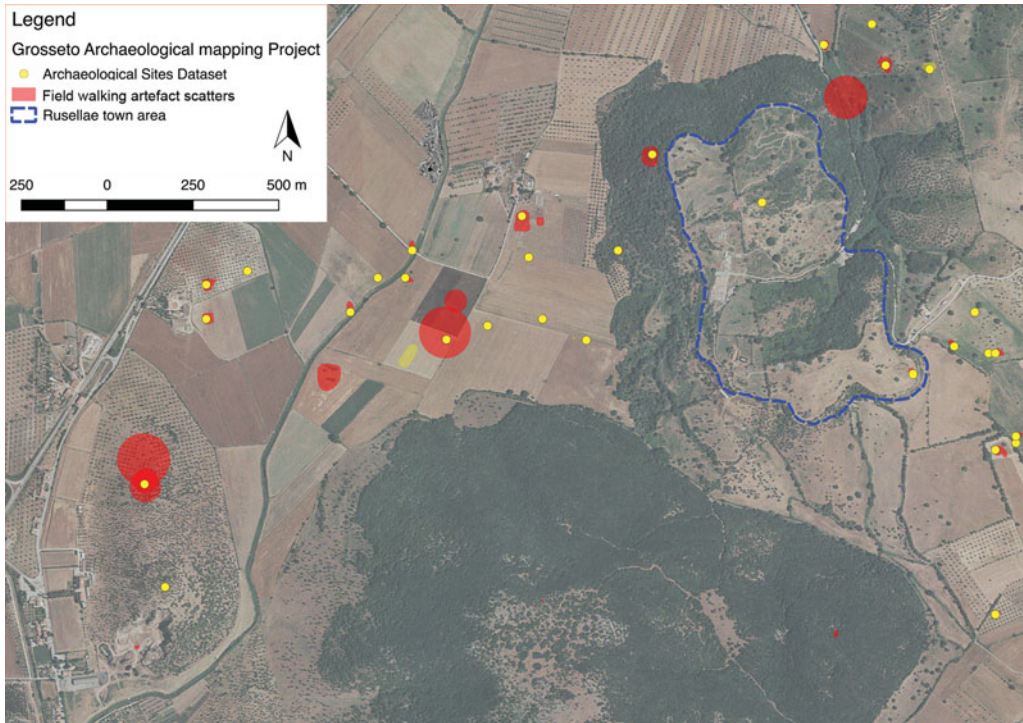 Legend
Grosseto Archaeological mapping Project
Archaeological Sites Dataset
Field walking artefact scatters
Rusellae town area
N
250 0 250 500 m